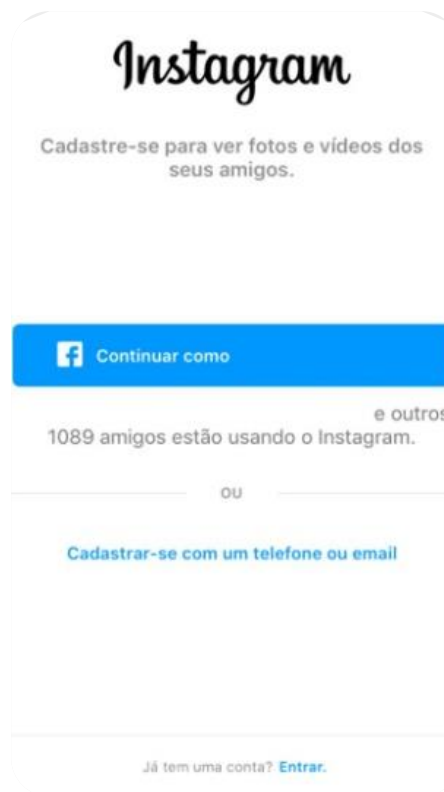 Instagram
Cadastre-se para ver fotos e vídeos dos
seus amigos.
Continuar como
e outros
1089 amigos estão usando o Instagram.
OU
Cadastrar-se com um telefone ou email
Já tem uma conta? Entrar.